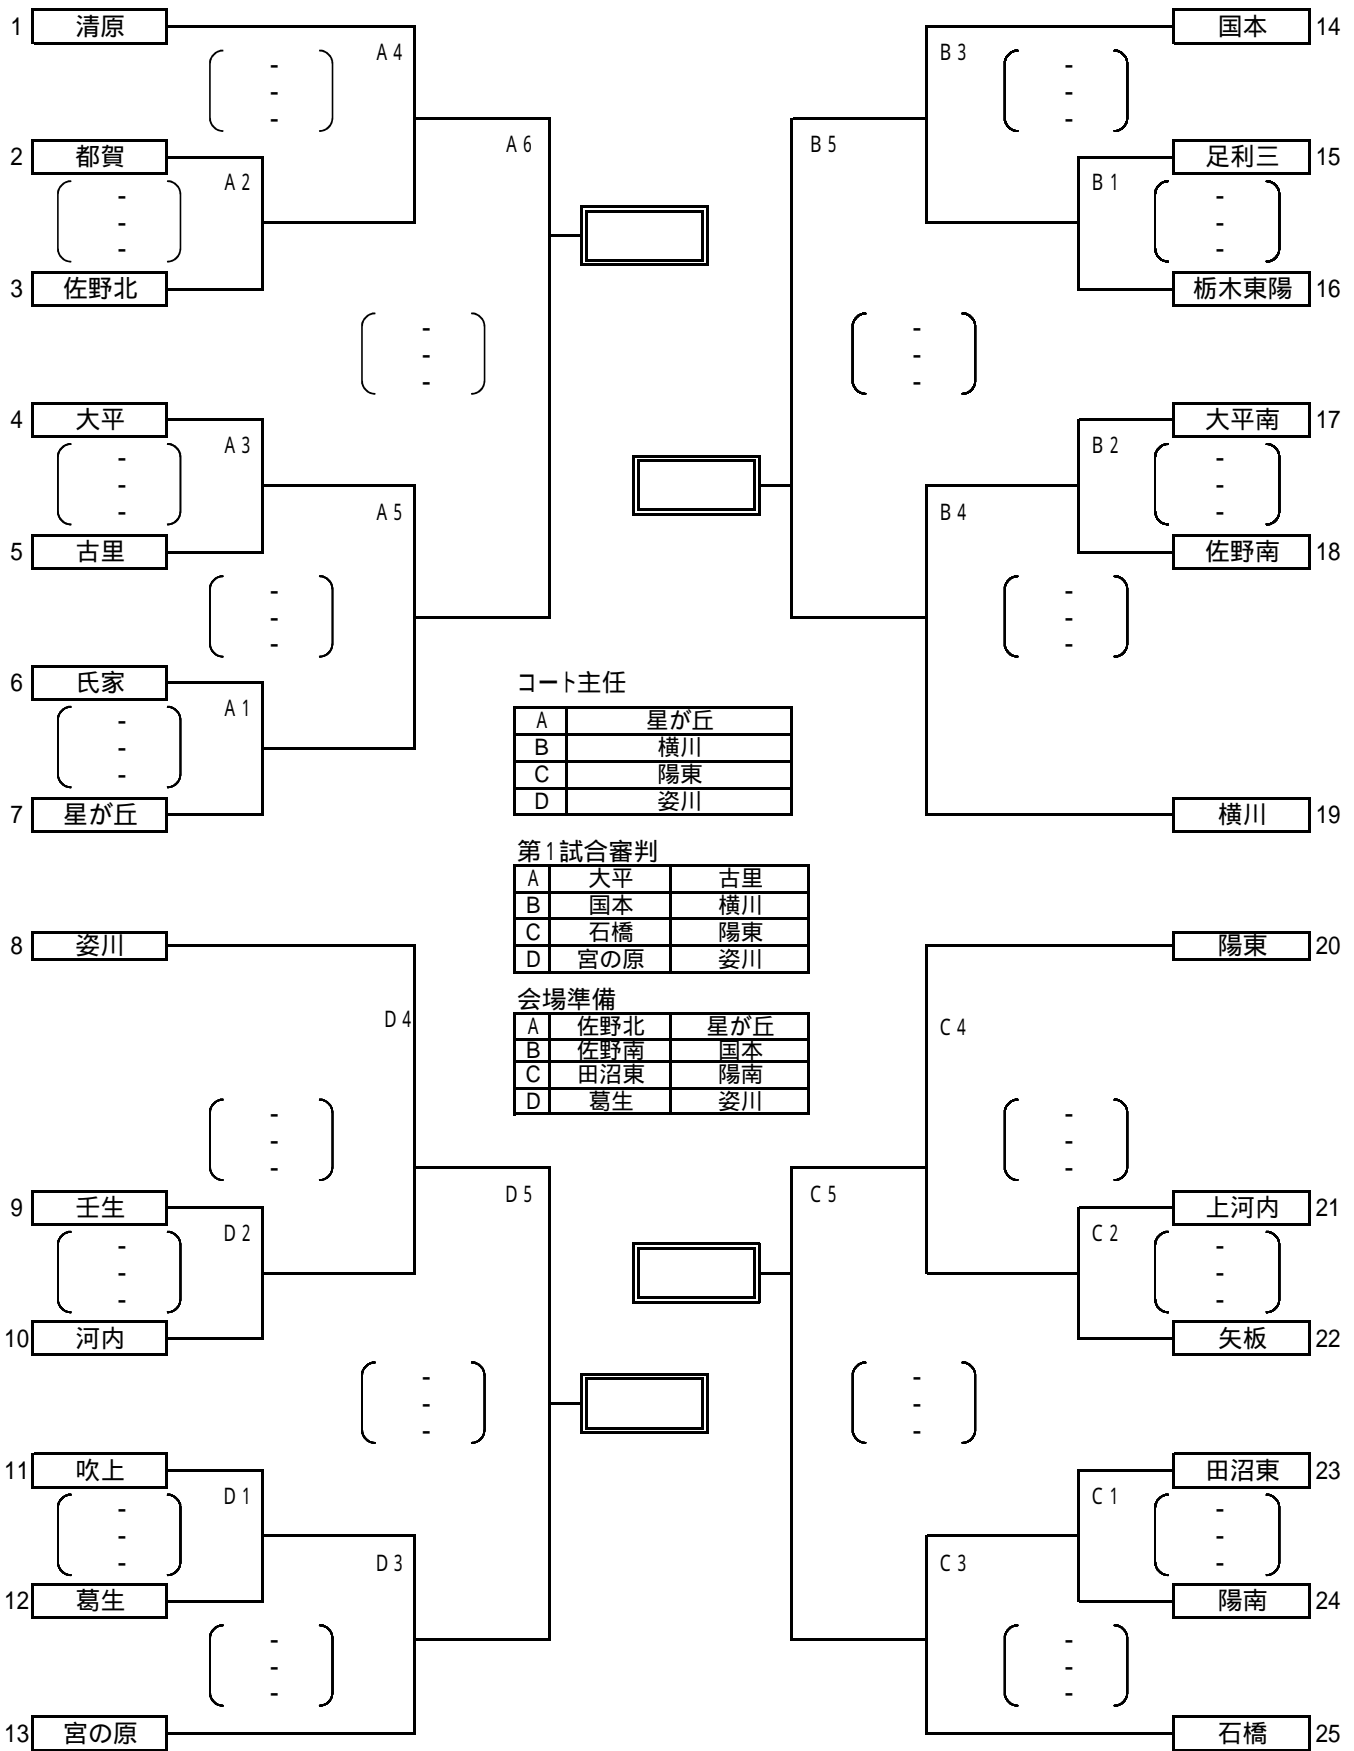 1 清原
A4
-
-
-
2 都賀
A2
-
-
-
3 佐野北
A6
-
-
-
4 大平
A3
-
-
-
5 古里
A5
-
-
-
6 氏家
A1
-
-
-
7 星が丘
国本 14
B3
-
-
-
足利三 15
B1
-
-
-
栃木東陽 16
B5
-
-
-
大平南 17
B2
-
-
-
佐野南 18
B4
-
-
-
横川 19
コート主任
A 星が丘
B 横川
C 陽東
D 姿川
第1試合審判
A 大平 古里
B 国本 横川
C 石橋 陽東
D 宮の原 姿川
会場準備
A 佐野北 星が丘
B 佐野南 国本
C 田沼東 陽南
D 葛生 姿川
8 姿川
D4
-
-
-
9 壬生
D2
-
-
-
10 河内
D5
-
-
-
11 吹上
D1
-
-
-
12 葛生
D3
-
-
-
13 宮の原
陽東 20
C4
-
-
-
上河内 21
C2
-
-
-
矢板 22
C5
-
-
-
田沼東 23
C1
-
-
-
陽南 24
C3
-
-
-
石橋 25